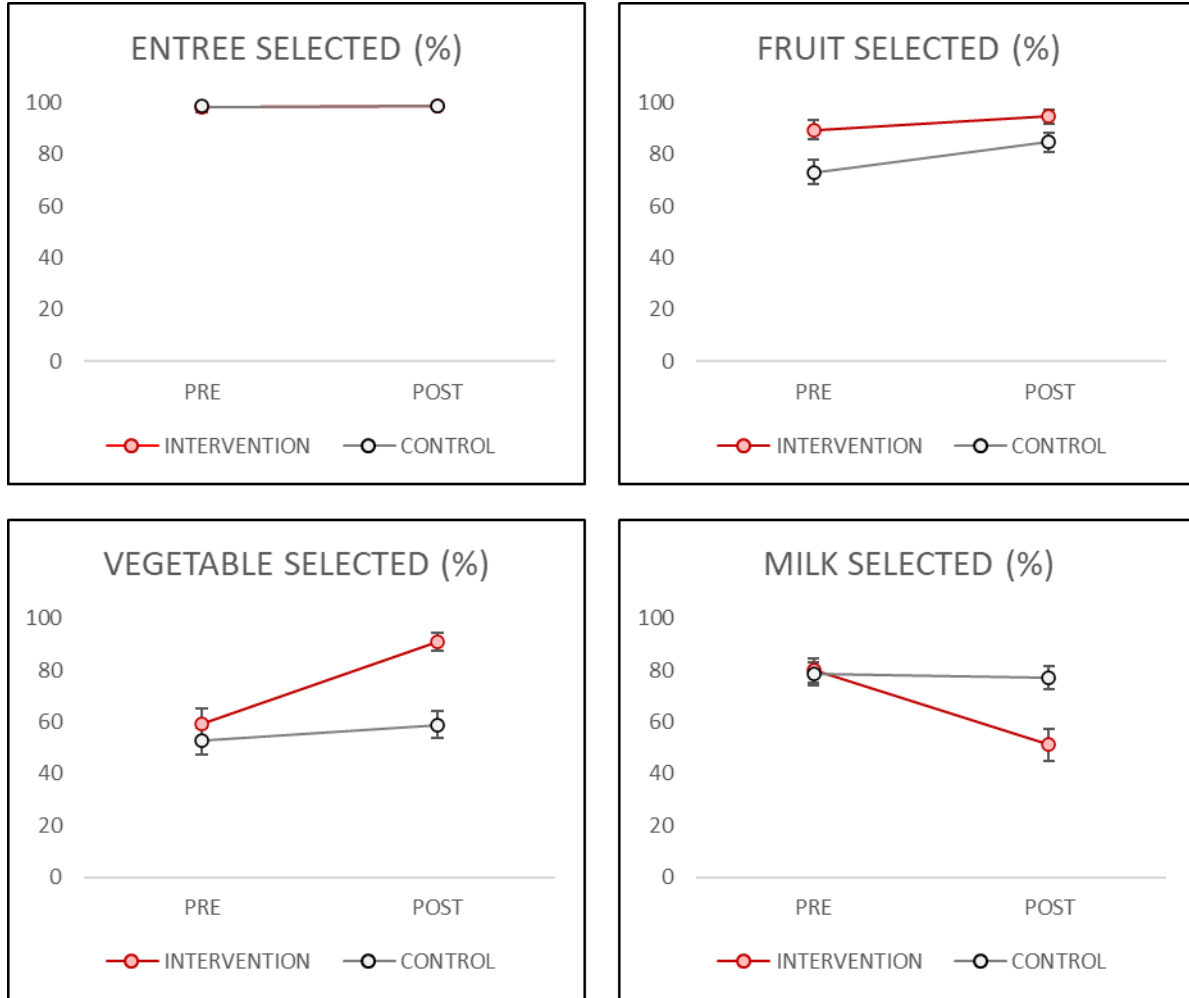 ENTREE SELECTED (%)
100
80
60
40
20
0
PRE POST
INTERVENTION CONTROL
FRUIT SELECTED (%)
100
80
60
40
20
0
PRE POST
INTERVENTION CONTROL
VEGETABLE SELECTED (%)
100
80
60
40
20
0
PRE POST
INTERVENTION CONTROL
MILK SELECTED (%)
100
80
60
40
20
0
PRE POST
INTERVENTION CONTROL